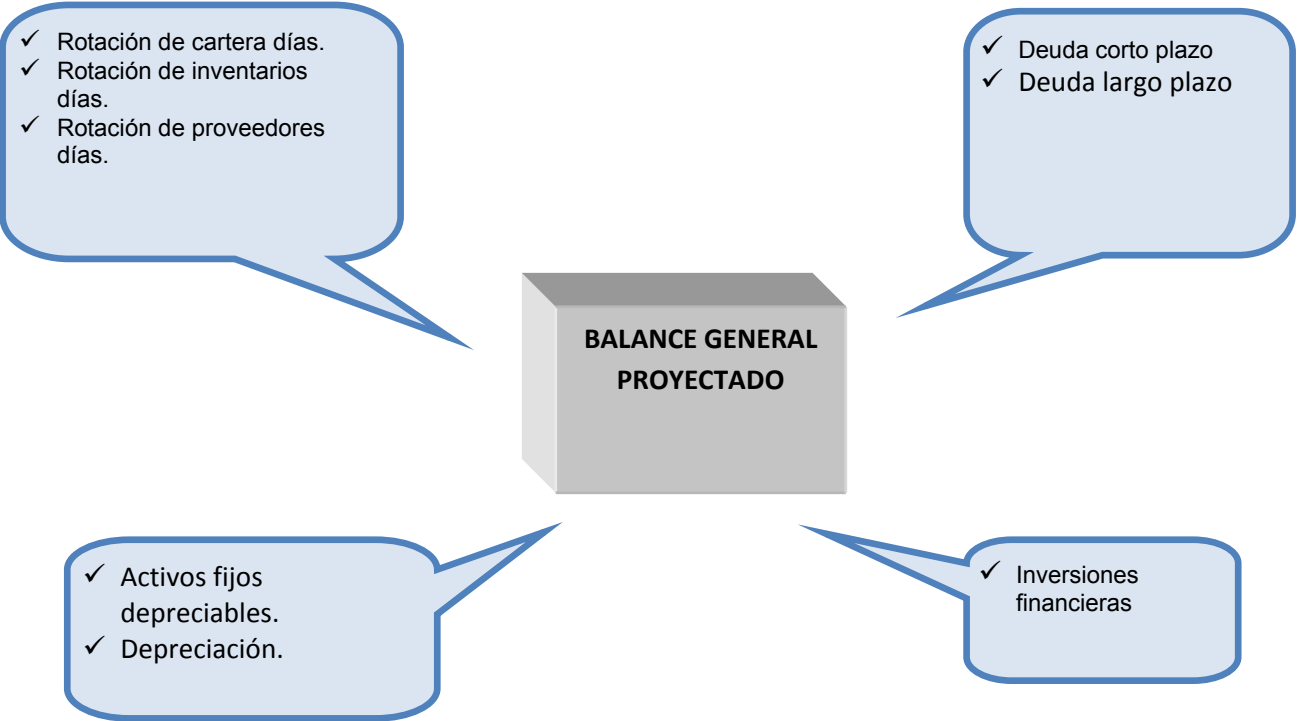 ✓ Rotación de cartera días.
✓ Rotación de inventarios
días.
✓ Rotación de proveedores
días.
✓ Deuda corto plazo
✓ Deuda largo plazo
BALANCE GENERAL
PROYECTADO
✓ Activos fijos
depreciables.
✓ Depreciación.
✓ Inversiones
financieras